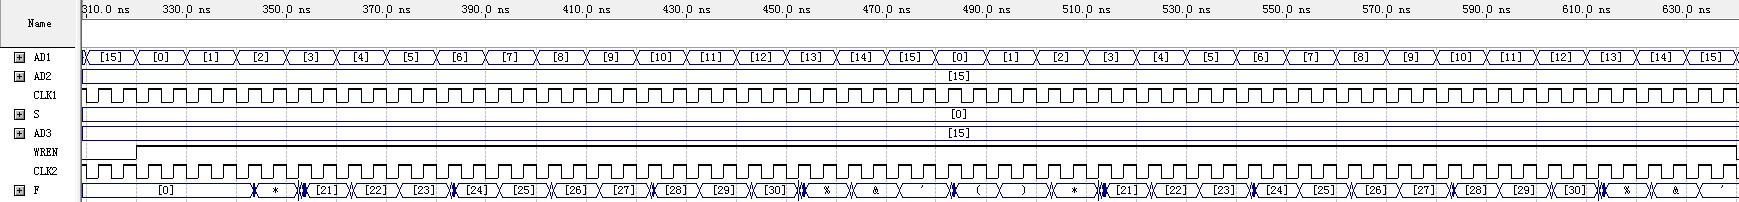 310.0 ns 330.0 ns 350.0 ns 370.0 ns 390.0 ns 410.0 ns 430.0 ns 450.0 ns 470.0 ns 490.0 ns 510.0 ns 530.0 ns 550.0 ns 570.0 ns 590.0 ns 610.0 ns 630.0 ns
Name
AD1 [15] [0] [1] [2] [3] [4] [5] [6] [7] [8] [9] [10] [11] [12] [13] [14] [15] [0] [1] [2] [3] [4] [5] [6] [7] [8] [9] [10] [11] [12] [13] [14] [15]
AD2 [15]
CLK1
S [0]
AD3 [15]
WREN
CLK2
F [0] * [21] [22] [23] [24] [25] [26] [27] [28] [29] [30] % & ' ( ) * [21] [22] [23] [24] [25] [26] [27] [28] [29] [30] % & '